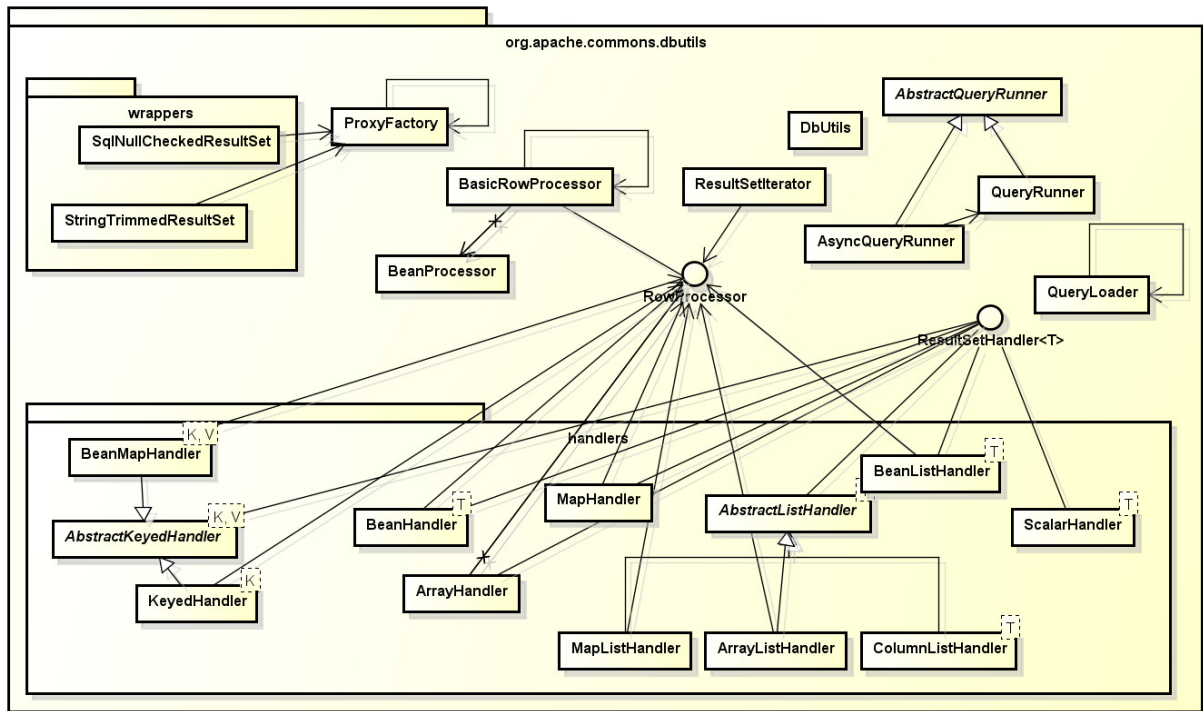 org.apache.commons.dbutils
wrappers
SqlNullCheckedResultSet
StringTrimmedResultSet
ProxyFactory
BasicRowProcessor
BeanProcessor
ResultSetIterator
DbUtils
AbstractQueryRunner
QueryRunner
AsyncQueryRunner
QueryLoader
RowProcessor
ResultSetHandler<T>
handlers
K, V
BeanMapHandler
K, V
AbstractKeyedHandler
K
KeyedHandler
T
BeanHandler
ArrayHandler
MapHandler
AbstractListHandler
T
BeanListHandler
T
ScalarHandler
MapListHandler
ArrayListHandler
T
ColumnListHandler